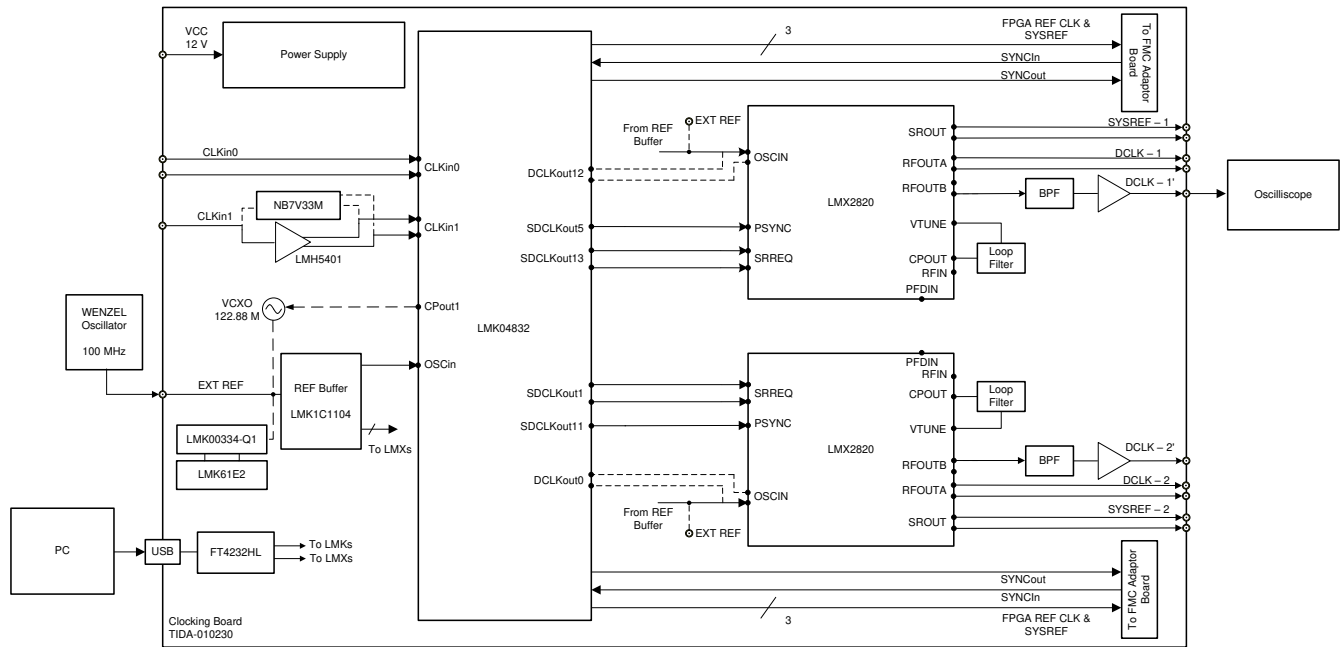 VCC
12 V
Power Supply
CLKin0
CLKin1
NB7V33M
LMH5401
VCXO
122.88 M
WENZEL
Oscillator
100 MHz
EXT REF
REF Buffer
LMK1C1104
To LMXs
LMK00334-Q1
LMK61E2
PC
USB
FT4232HL
To LMKs
To LMXs
Clocking Board
TIDA-010230
CLKin0
CLKin1
CPout1
OSCin
LMK04832
DCLKout12
SDCLKout5
SDCLKout13
SDCLKout1
SDCLKout11
DCLKout0
3
FPGA REF CLK &
SYSREF
SYNCIn
SYNCout
To FMC Adaptor
Board
From REF
Buffer
EXT REF
OSCIN
PSYNC
SRREQ
LMX2820
SROUT
RFOUTA
RFOUTB
VTUNE
CPOUT
RFIN
PFDIN
Loop
Filter
BPF
SYSREF – 1
DCLK – 1
DCLK – 1'
Oscilliscope
PFDIN
RFIN
CPOUT
VTUNE
RFOUTB
RFOUTA
SROUT
LMX2820
SRREQ
PSYNC
OSCIN
From REF
Buffer
EXT REF
Loop
Filter
BPF
DCLK – 2'
DCLK – 2
SYSREF – 2
SYNCout
SYNCIn
3
FPGA REF CLK &
SYSREF
To FMC Adaptor
Board